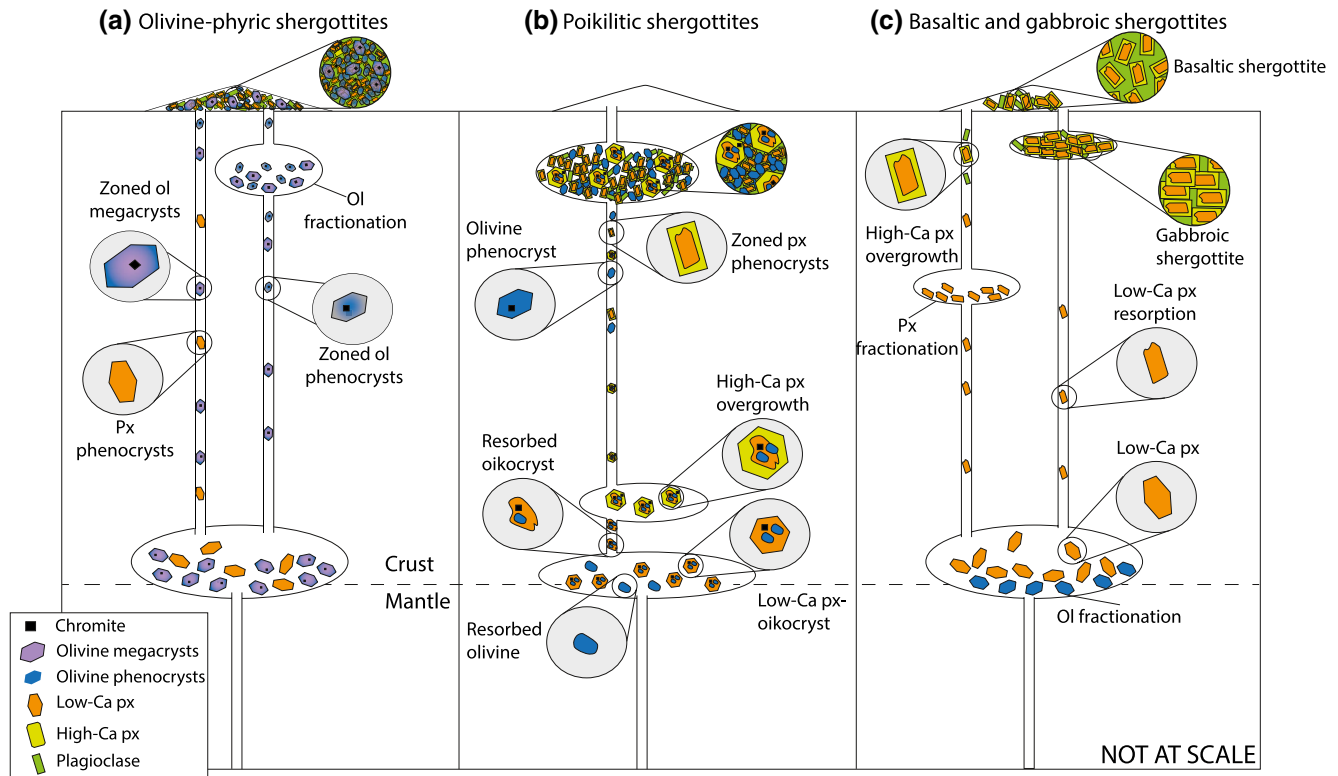 (a) Olivine-phyric shergottites
Zoned ol
megacrysts
Ol
fractionation
Zoned ol
phenocrysts
Px
phenocrysts
(b) Poikilitic shergottites
Olivine
phenocryst
Zoned px
phenocrysts
High-Ca px
overgrowth
Resorbed
oikocryst
Crust
Mantle
Low-Ca px-
oikocryst
Resorbed
olivine
(c) Basaltic and gabbroic shergottites
Basaltic shergottite
High-Ca px
overgrowth
Gabbroic
shergottite
Px
fractionation
Low-Ca px
resorption
Low-Ca px
Ol fractionation
Chromite
Olivine megacrysts
Olivine phenocrysts
Low-Ca px
High-Ca px
Plagioclase
NOT AT SCALE